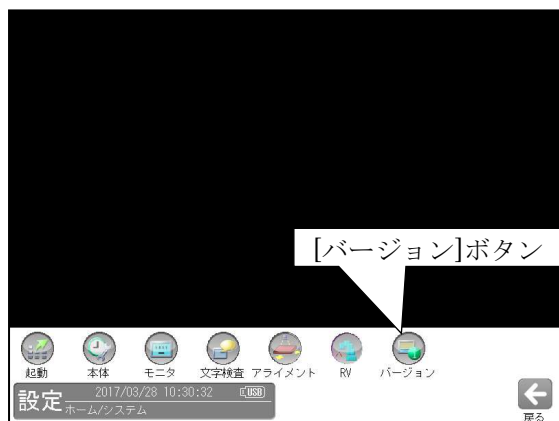 [バージョン]ボタン
起動 本体 モニタ 文字検査 アライメント RV バージョン
設定 2017/03/28 10:30:32 USB
ホーム/システム
戻る